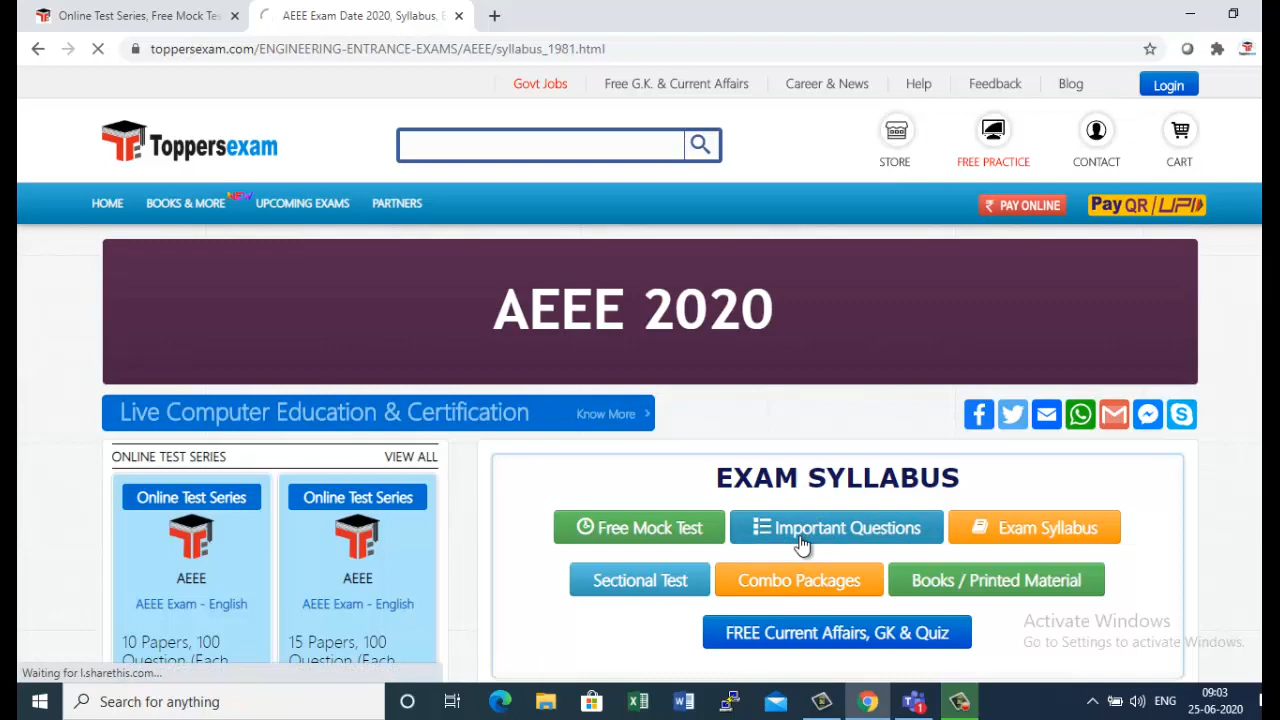 Online Test Series, Free Mock Tes
AEEE Exam Date 2020, Syllabus, E
toppersexam.com/ENGINEERING-ENTRANCE-EXAMS/AEEE/syllabus_1981.html
Govt Jobs Free G.K. & Current Affairs Career & News Help Feedback Blog Login
Toppersexam
STORE FREE PRACTICE CONTACT CART
HOME BOOKS & MORE NEW UPCOMING EXAMS PARTNERS ₹ PAY ONLINE Pay QR / UPI
AEEE 2020
Live Computer Education & Certification Know More
ONLINE TEST SERIES VIEW ALL
Online Test Series Online Test Series
AEEE AEEE
AEEE Exam - English AEEE Exam - English
10 Papers, 100 15 Papers, 100
Question (Each Question (Each
EXAM SYLLABUS
Free Mock Test Important Questions Exam Syllabus
Sectional Test Combo Packages Books / Printed Material
FREE Current Affairs, GK & Quiz
Activate Windows
Go to Settings to activate Windows.
Waiting for l.sharethis.com...
Search for anything
ENG
09:03
25-06-2020